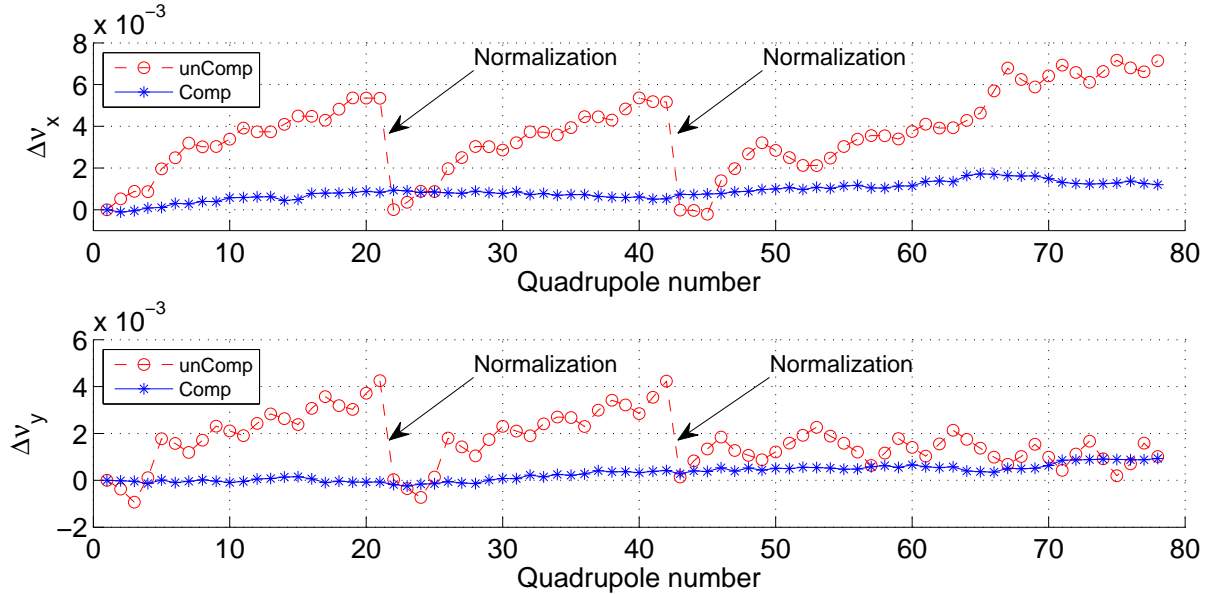 x 10⁻³
8
6
4
2
0
Δν_x
unComp
Comp
Normalization
Normalization
0 10 20 30 40 50 60 70 80
Quadrupole number
x 10⁻³
6
4
2
0
−2
Δν_y
unComp
Comp
Normalization
Normalization
0 10 20 30 40 50 60 70 80
Quadrupole number